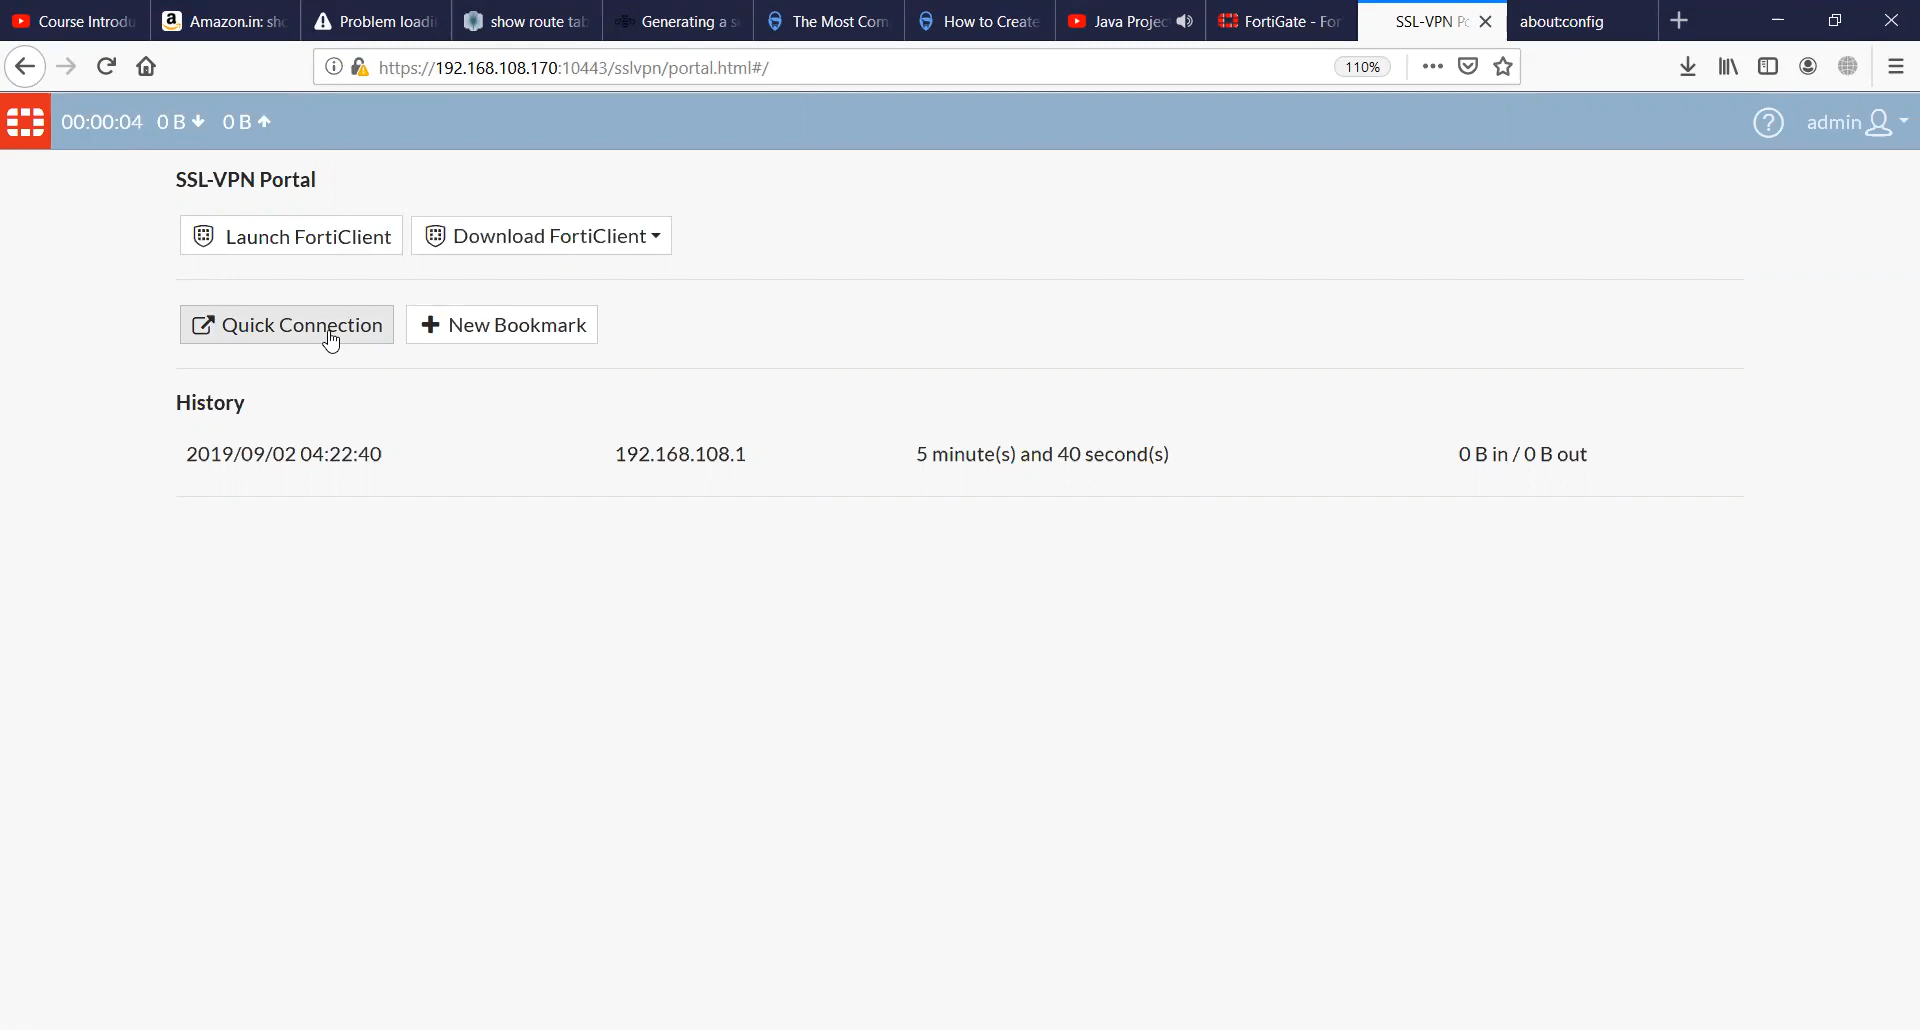 Course Introdu
Amazon.in: sho
Problem loadi
show route tab
Generating a s
The Most Com
How to Create
Java Projec
FortiGate - For
SSL-VPN Po
about:config
https://192.168.108.170:10443/sslvpn/portal.html#/
110%
00:00:04 0 B 0 B
admin
SSL-VPN Portal
Launch FortiClient
Download FortiClient
Quick Connection
New Bookmark
History
2019/09/02 04:22:40 192.168.108.1 5 minute(s) and 40 second(s) 0 B in / 0 B out